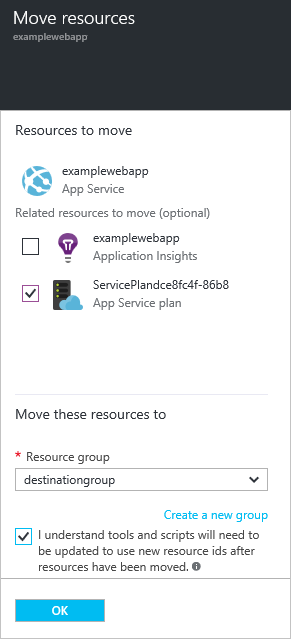 Move resources
examplewebapp
Resources to move
examplewebapp
App Service
Related resources to move (optional)
examplewebapp
Application Insights
ServicePlandce8fc4f-86b8
App Service plan
Move these resources to
* Resource group
destinationgroup
Create a new group
I understand tools and scripts will need
to be updated to use new resource ids after
resources have been moved.
OK